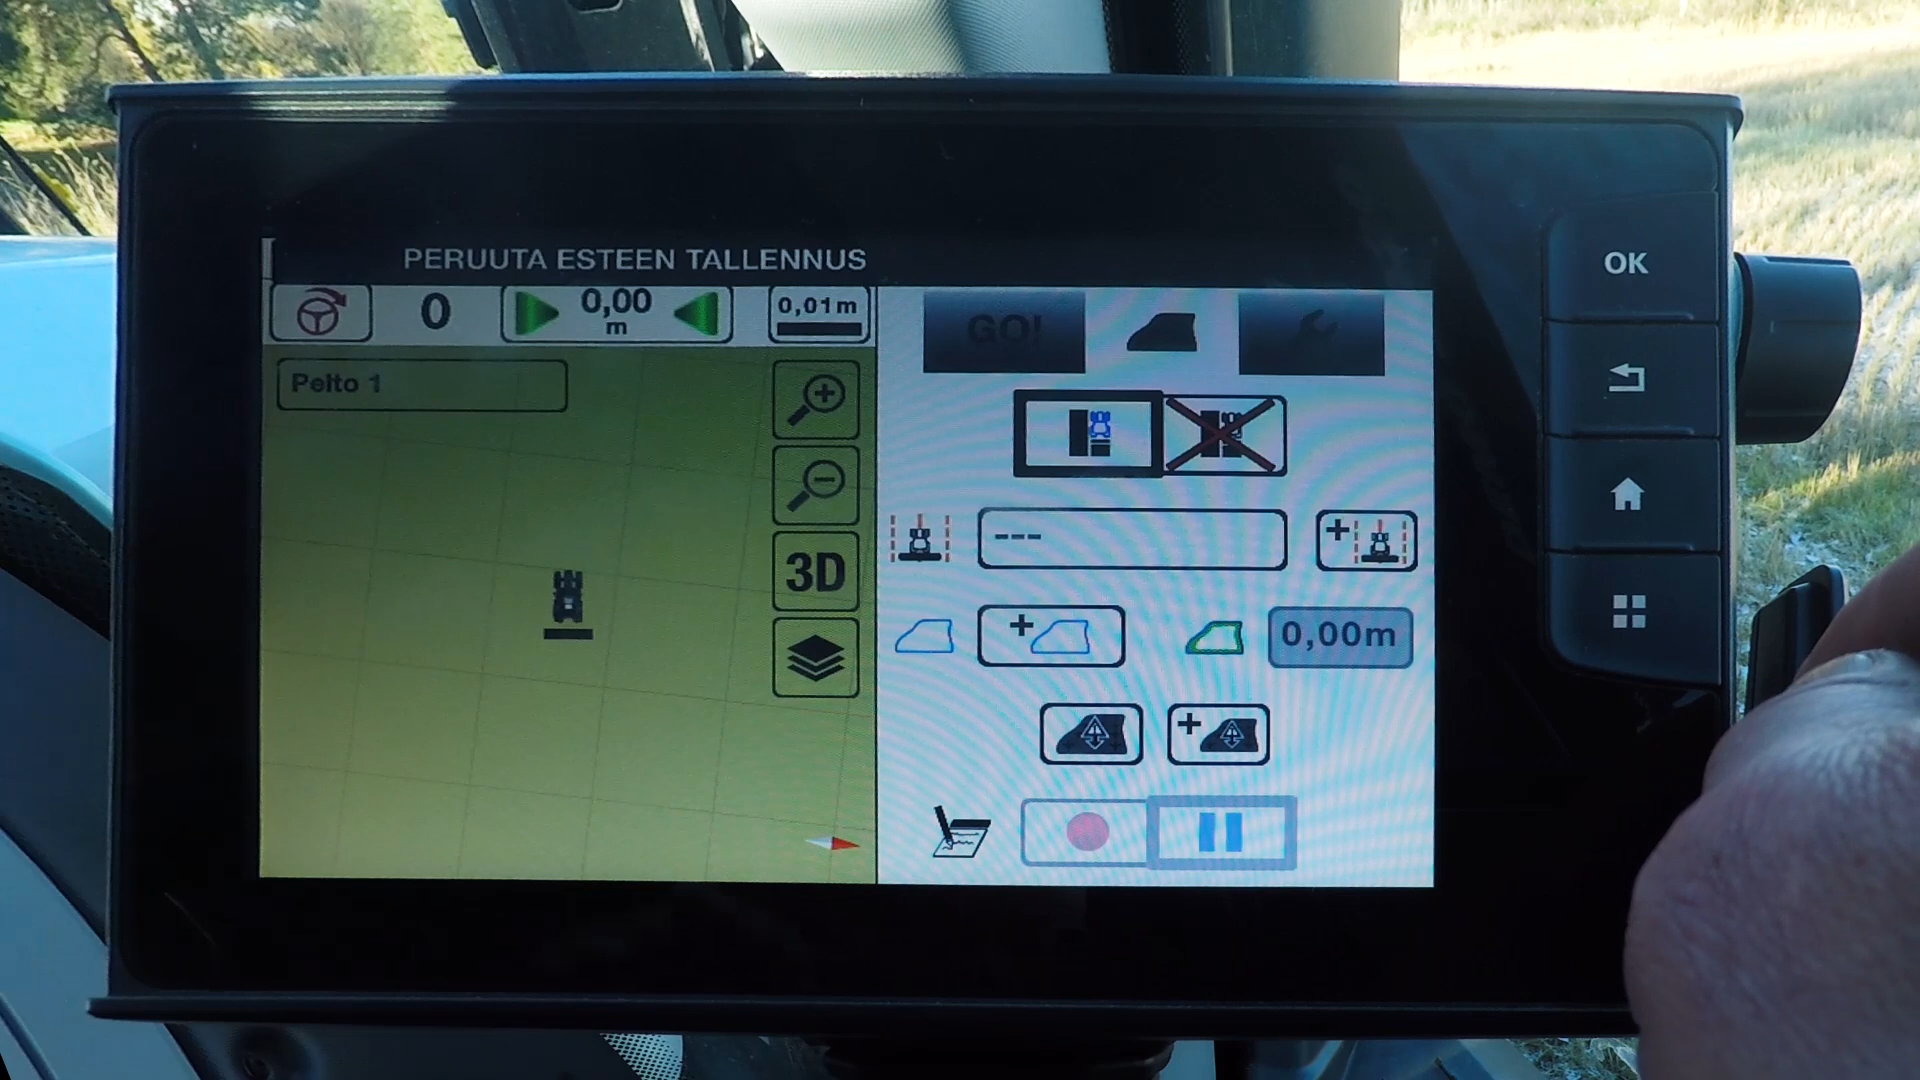 PERUUTA ESTEEN TALLENNUS
0
0,00
m
0,01m
GO!
Pelto 1
3D
---
0,00m
OK